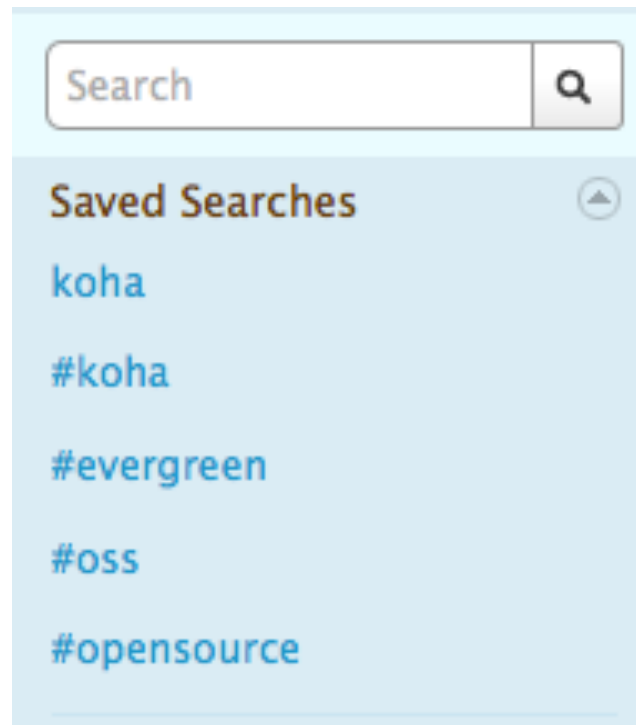 Search
Saved Searches
koha
#koha
#evergreen
#oss
#opensource